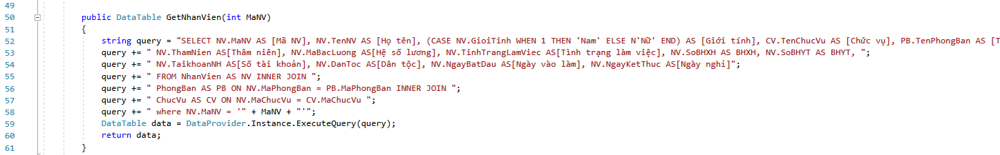 49
50 public DataTable GetNhanVien(int MaNV)
51 {
52 string query = "SELECT NV.MaNV AS [Mã NV], NV.TenNV AS [Họ tên], (CASE NV.GioiTinh WHEN 1 THEN 'Nam' ELSE N'Nữ' END) AS [Giới tính], CV.TenChucVu AS [Chức vụ], PB.TenPhongBan AS [T
53 query += " NV.ThamNien AS[Thâm niên], NV.MaBacLuong AS[Hệ số lương], NV.TinhTrangLamViec AS[Tình trạng làm việc], NV.SoBHXH AS BHXH, NV.SoBHYT AS BHYT, ";
54 query += " NV.TaikhoanNH AS[Số tài khoản], NV.DanToc AS[Dân tộc], NV.NgayBatDau AS[Ngày vào làm], NV.NgayKetThuc AS[Ngày nghỉ]";
55 query += " FROM NhanVien AS NV INNER JOIN ";
56 query += " PhongBan AS PB ON NV.MaPhongBan = PB.MaPhongBan INNER JOIN ";
57 query += " ChucVu AS CV ON NV.MaChucVu = CV.MaChucVu ";
58 query += " where NV.MaNV = '" + MaNV + "'";
59 DataTable data = DataProvider.Instance.ExecuteQuery(query);
60 return data;
61 }